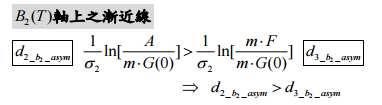 B₂(T)軸上之漸近線
d₂_b₂_asym  1/σ₂ ln[A/(m·G(0))] > 1/σ₂ ln[m·F/(m·G(0))]  d₃_b₂_asym
⇒ d₂_b₂_asym > d₃_b₂_asym